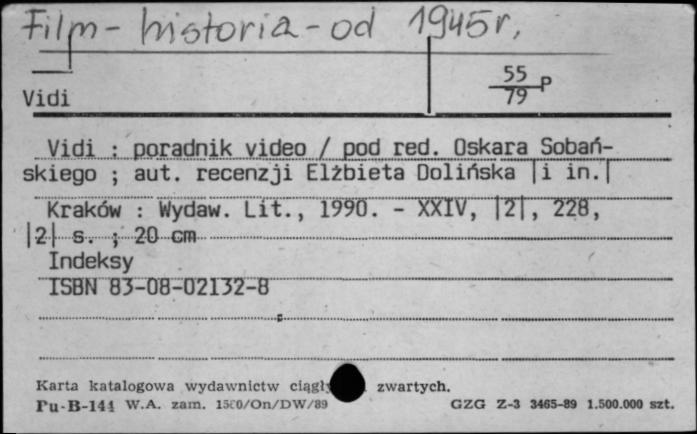 Film - historia - od 1945r.
55
79 p
Vidi
Vidi : poradnik video / pod red. Oskara Sobań-
skiego ; aut. recenzji Elżbieta Dolińska |i in.|
Kraków : Wydaw. Lit., 1990. - XXIV, |2|, 228,
|2| s. ; 20 cm
Indeksy
ISBN 83-08-02132-8
Karta katalogowa wydawnictw zwartych.
Pu-B-144 W.A. zam. 1500/On/DW/89 GZG Z-3 3465-89 1.500.000 szt.